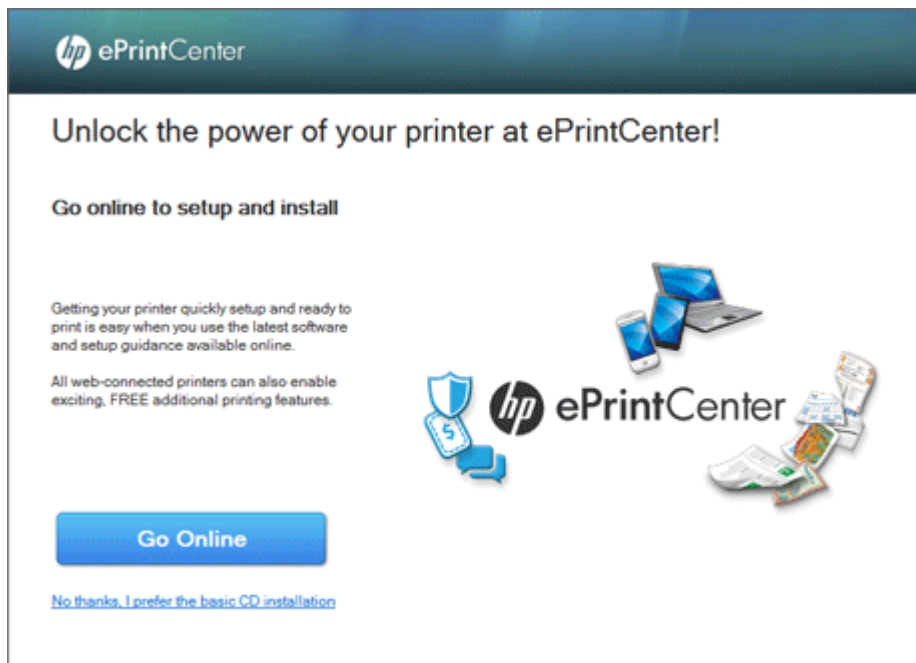 hp ePrintCenter
Unlock the power of your printer at ePrintCenter!
Go online to setup and install
Getting your printer quickly setup and ready to
print is easy when you use the latest software
and setup guidance available online.
All web-connected printers can also enable
exciting, FREE additional printing features.
$
hp ePrintCenter
Go Online
No thanks, I prefer the basic CD installation